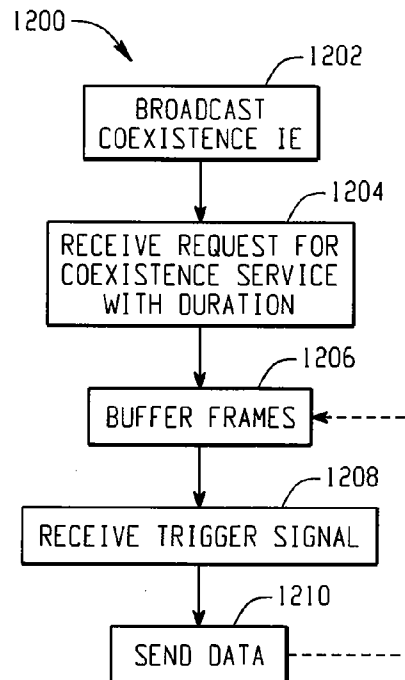 1200
1202
BROADCAST
COEXISTENCE IE
1204
RECEIVE REQUEST FOR
COEXISTENCE SERVICE
WITH DURATION
1206
BUFFER FRAMES
1208
RECEIVE TRIGGER SIGNAL
1210
SEND DATA